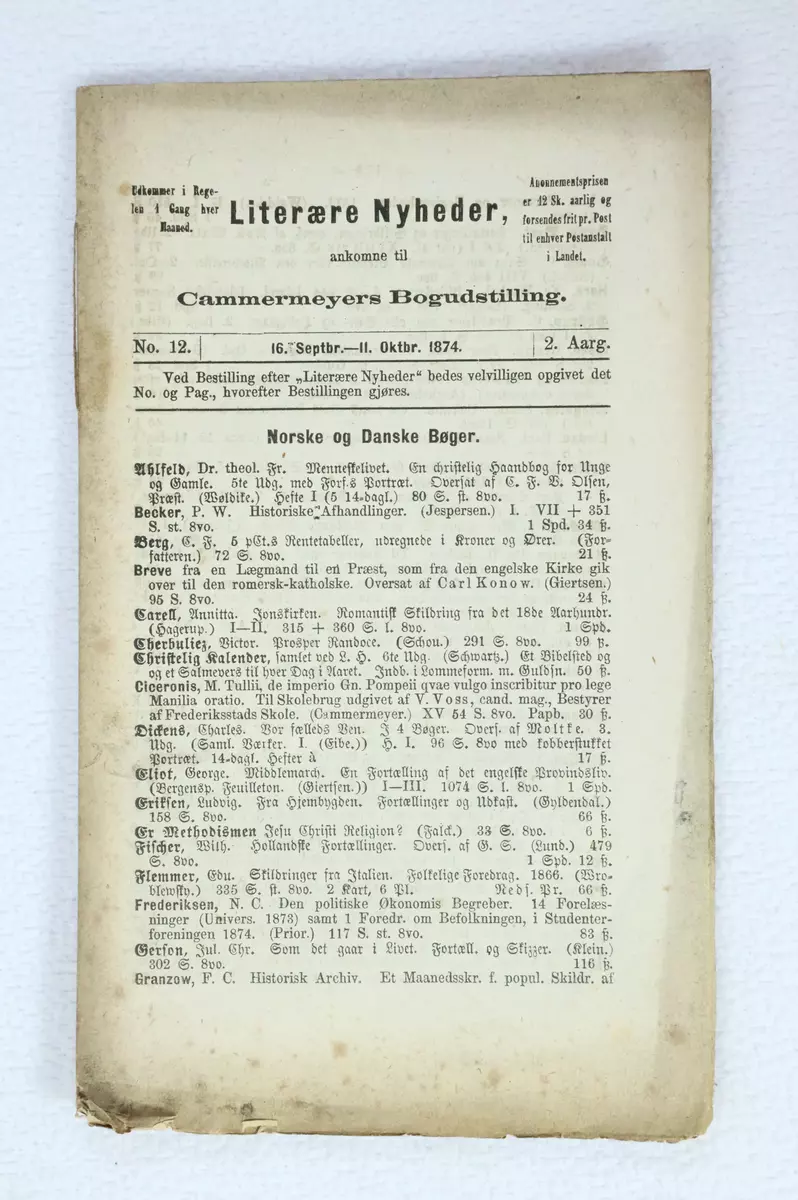 Udkommer i Rege-
len 1 Gang hver
Maaned.
Literære Nyheder,
Abonnementsprisen
er 12 Sk. aarlig og
forsendes frit pr. Post
til enhver Postanstalt
i Landet.
ankomne til
Cammermeyers Bogudstilling.
No. 12. 16. Septbr.—11. Oktbr. 1874. 2. Aarg.
Ved Bestilling efter „Literære Nyheder“ bedes velvilligen opgivet det
No. og Pag., hvorefter Bestillingen gjøres.
Norske og Danske Bøger.
Ahlfeld, Dr. theol. Fr. Menneskelivet. En christelig Haandbog for Unge
og Gamle. 5te Udg. med Forf.s Portræt. Oversat af C. F. B. Olsen,
Præst. (Wøldike.) Hefte I (5 14-dagl.) 80 S. st. 8vo. 17 ß.
Becker, P. W. Historiske Afhandlinger. (Jespersen.) I. VII + 351
S. st. 8vo. 1 Spd. 34 ß.
Berg, C. F. 5 pCt.s Rentetabeller, udregnede i Kroner og Ører. (For-
fatteren.) 72 S. 8vo. 21 ß.
Breve fra en Lægmand til en Præst, som fra den engelske Kirke gik
over til den romersk-katholske. Oversat af Carl Konow. (Giertsen.)
95 S. 8vo. 24 ß.
Carell, Annitta. Jonskirken. Romantisk Skildring fra det 18de Aarhundr.
(Hagerup.) I—II. 315 + 360 S. l. 8vo. 1 Spd.
Cherbuliez, Victor. Prosper Randoce. (Schou.) 291 S. 8vo. 99 ß.
Christelig Kalender, samlet ved L. H. 6te Udg. (Schwartz.) Et Bibelsted og
og et Salmevers til hver Dag i Aaret. Indb. i Lommeform. m. Guldsn. 50 ß.
Ciceronis, M. Tullii, de imperio Gn. Pompeii qvae vulgo inscribitur pro lege
Manilia oratio. Til Skolebrug udgivet af V. Voss, cand. mag., Bestyrer
af Frederiksstads Skole. (Cammermeyer.) XV 54 S. 8vo. Papb. 30 ß.
Dickens, Charles. Vor fælleds Ven. I 4 Bøger. Overs. af Moltke. 3.
Udg. (Saml. Værker. I. (Eibe.)) H. I. 96 S. 8vo med kobberstukket
Portræt. 14-dagl. Hefter à 17 ß.
Eliot, George. Middlemarch. En Fortælling af det engelske Provindsliv.
(Bergensp. Feuilleton. (Giertsen.)) I—III. 1074 S. l. 8vo. 1 Spd.
Eriksen, Ludvig. Fra Hjembygden. Fortællinger og Udkast. (Gyldendal.)
158 S. 8vo. 66 ß.
Er Methodismen Jesu Christi Religion? (Falck.) 33 S. 8vo. 6 ß.
Fischer, Wilh. Hollandske Fortællinger. Overs. af G. S. (Lund.) 479
S. 8vo. 1 Spd. 12 ß.
Flemmer, Edu. Skildringer fra Italien. Folkelige Foredrag. 1866. (Wro-
blewsky.) 335 S. st. 8vo. 2 Kart, 6 Pl. Neds. Pr. 66 ß.
Frederiksen, N. C. Den politiske Økonomis Begreber. 14 Forelæs-
ninger (Univers. 1873) samt 1 Foredr. om Befolkningen, i Studenter-
foreningen 1874. (Prior.) 117 S. st. 8vo. 83 ß.
Gerson, Jul. Chr. Som det gaar i Livet. Fortæll. og Skizzer. (Klein.)
302 S. 8vo. 116 ß.
Granzow, F. C. Historisk Archiv. Et Maanedsskr. f. popul. Skildr. af